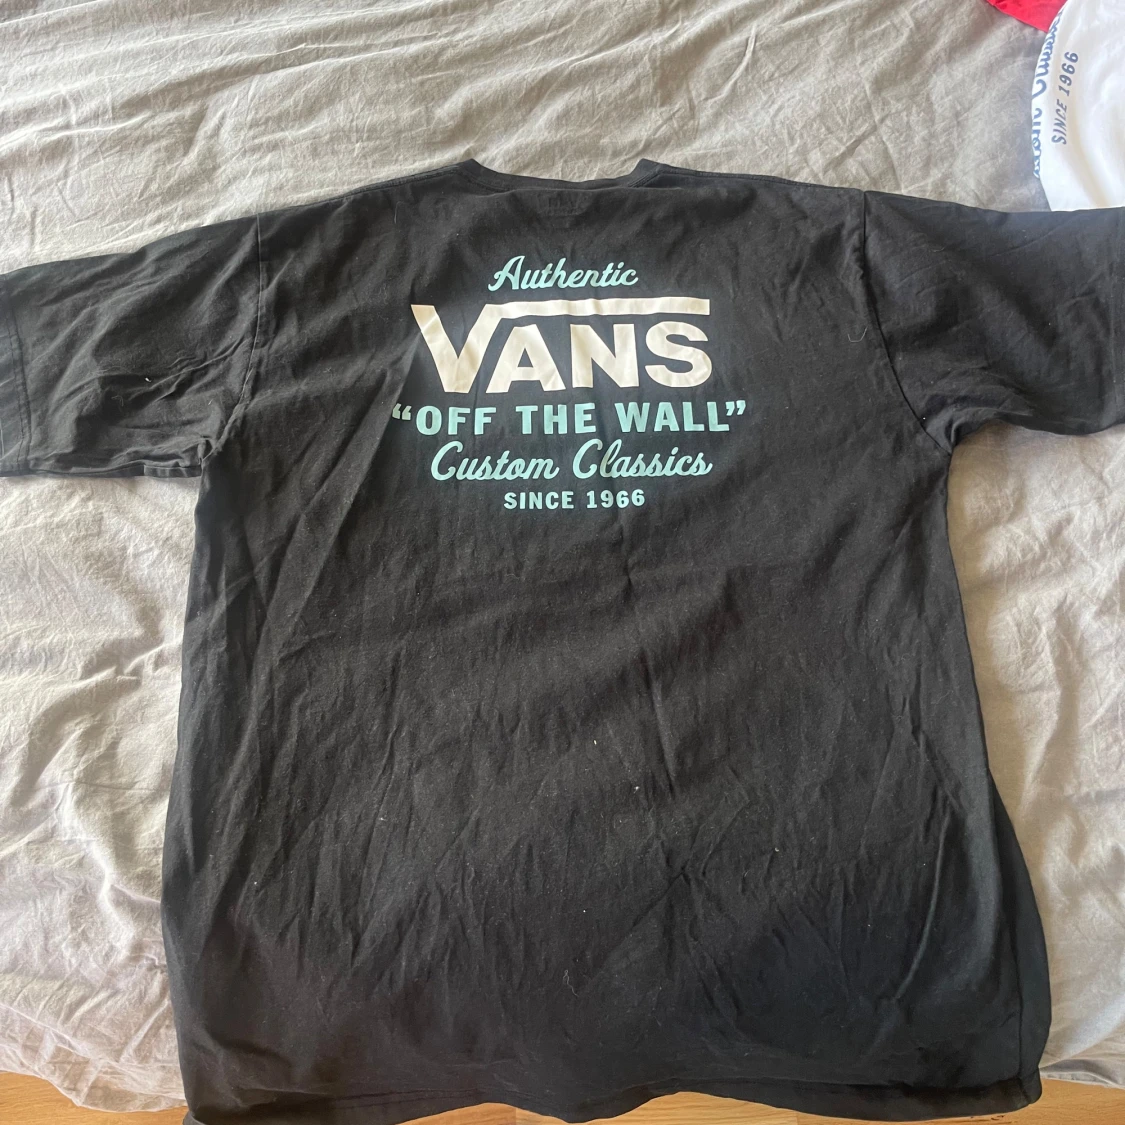 Authentic
VANS
“OFF THE WALL”
Custom Classics
SINCE 1966
SINCE 1966